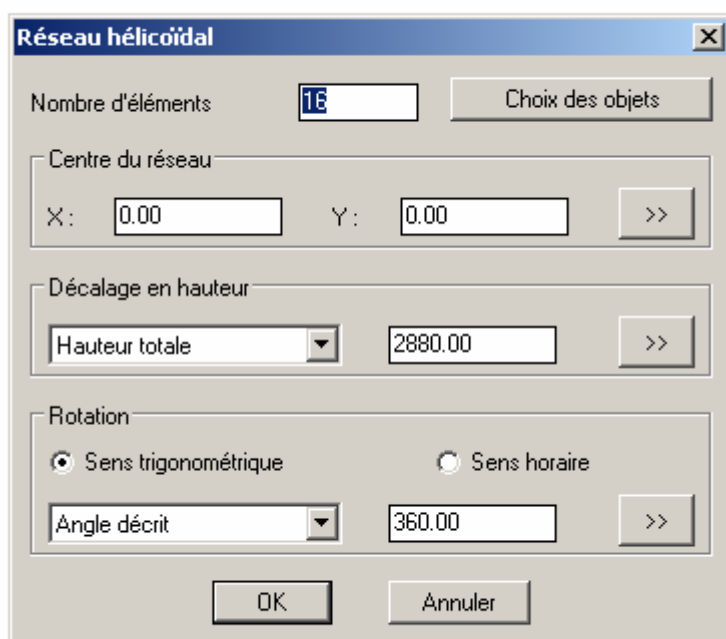 Réseau hélicoïdal
Nombre d'éléments 16 Choix des objets
Centre du réseau
X : 0.00 Y : 0.00 >>
Décalage en hauteur
Hauteur totale 2880.00 >>
Rotation
Sens trigonométrique Sens horaire
Angle décrit 360.00 >>
OK Annuler